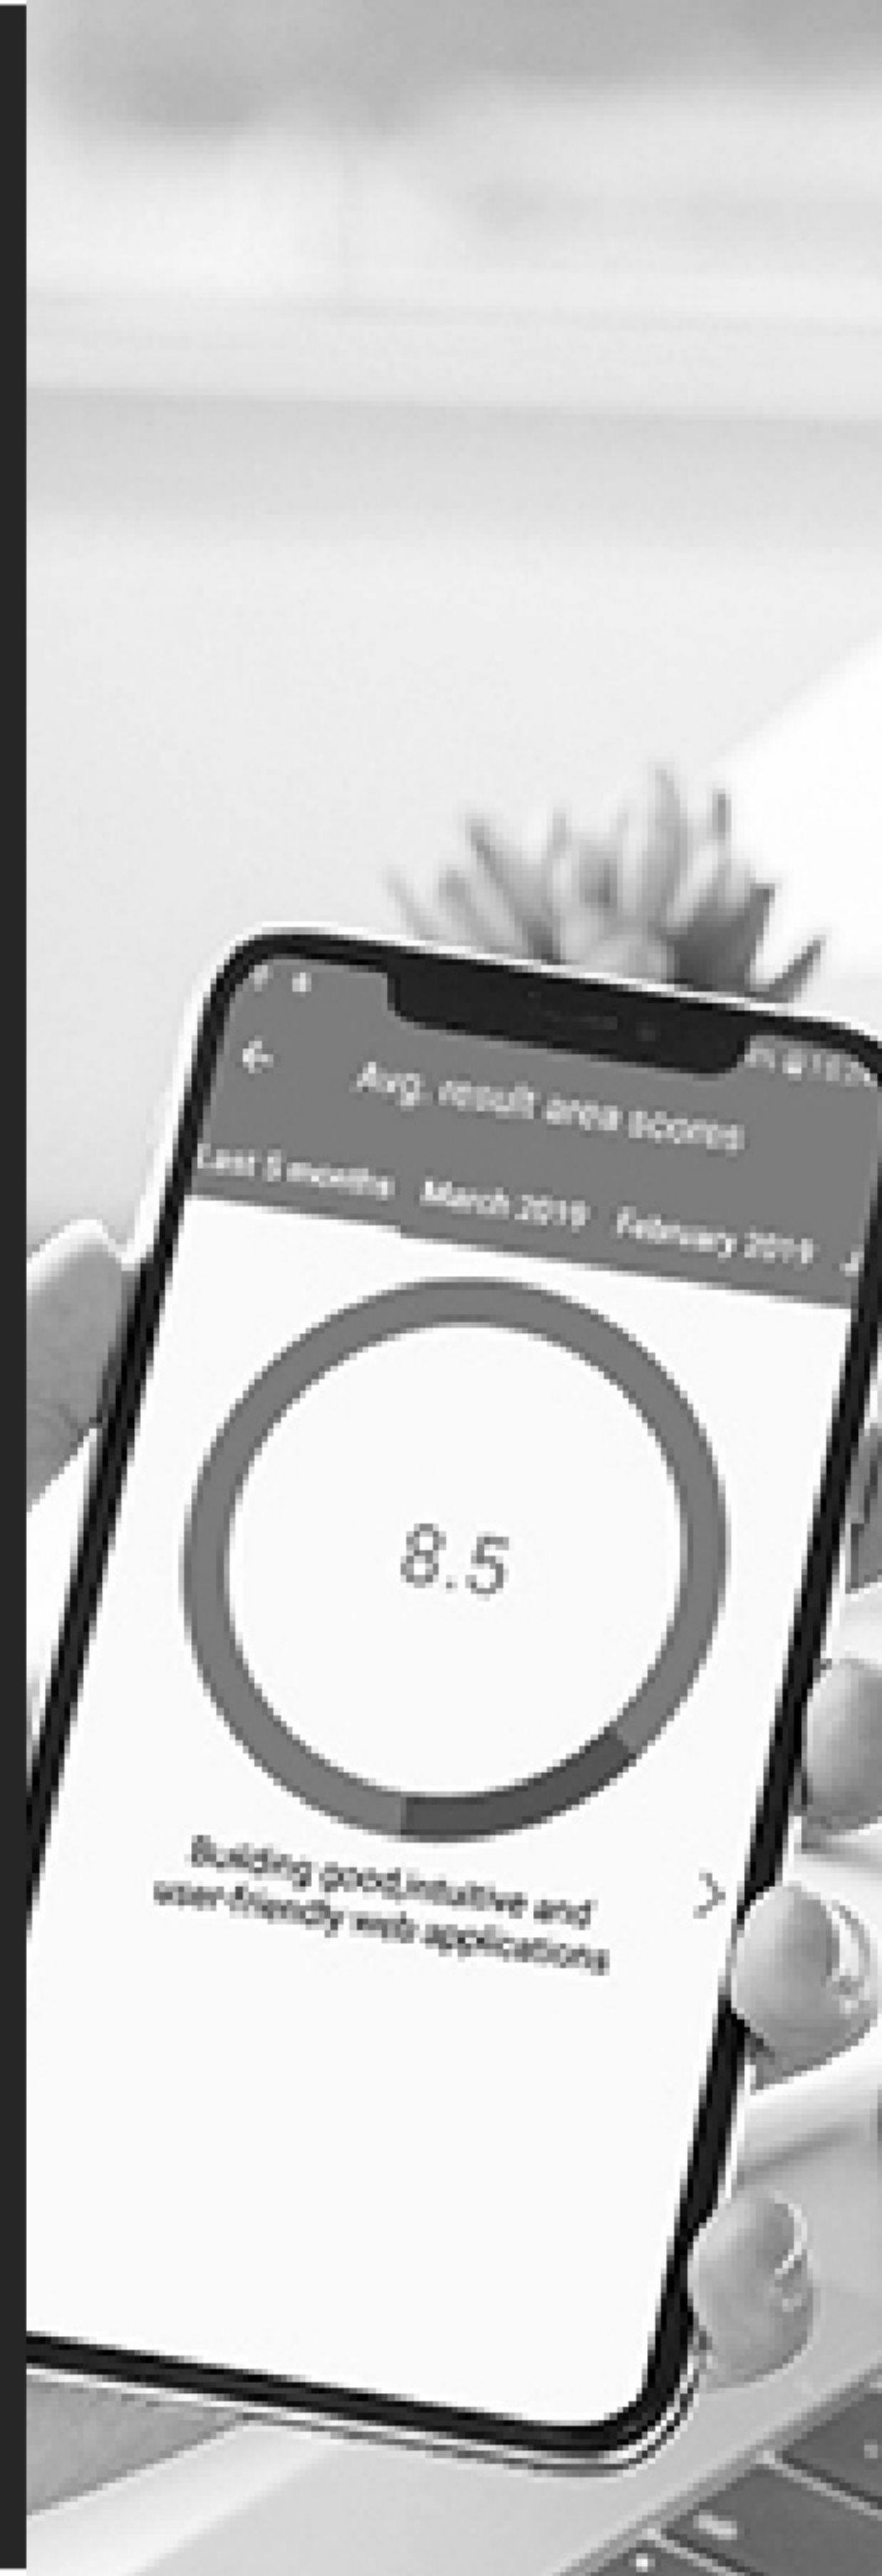 Avg. result area scores
Last 5 months March 2019 February 2019
8.5
Building good,intuitive and
user-friendly web applications